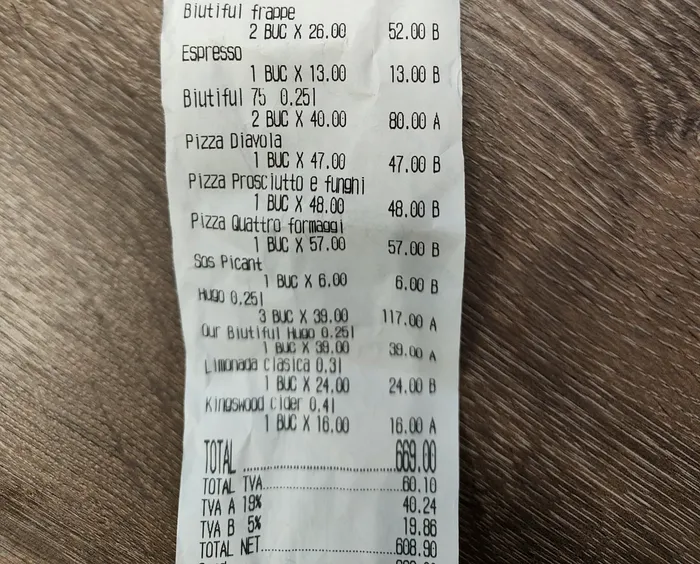 Biutiful frappe
2 BUC X 26.00 52.00 B
Espresso
1 BUC X 13.00 13.00 B
Biutiful 75 0.25l
2 BUC X 40.00 80.00 A
Pizza Diavola
1 BUC X 47.00 47.00 B
Pizza Prosciutto e funghi
1 BUC X 48.00 48.00 B
Pizza Quattro formaggi
1 BUC X 57.00 57.00 B
Sos Picant
1 BUC X 6.00 6.00 B
Hugo 0.25l
3 BUC X 39.00 117.00 A
Our Biutiful Hugo 0.25l
1 BUC X 39.00 39.00 A
Limonada clasica 0.3l
1 BUC X 24.00 24.00 B
Kingswood cider 0.4l
1 BUC X 16.00 16.00 A
TOTAL 669.00
TOTAL TVA 60.10
TVA A 19% 40.24
TVA B 5% 19.86
TOTAL NET 608.90